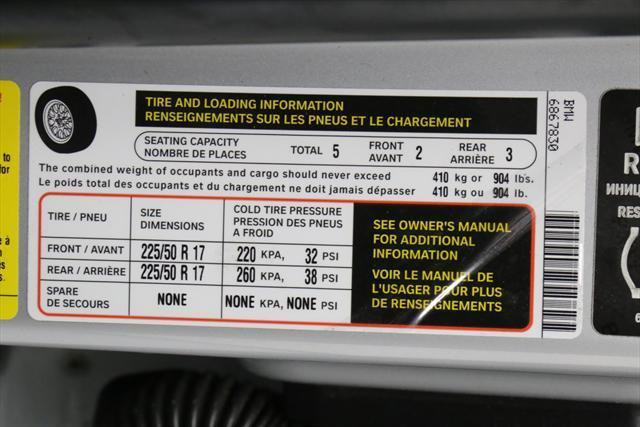 TIRE AND LOADING INFORMATION
RENSEIGNEMENTS SUR LES PNEUS ET LE CHARGEMENT
SEATING CAPACITY
NOMBRE DE PLACES
TOTAL 5
FRONT
AVANT 2
REAR
ARRIÈRE 3
The combined weight of occupants and cargo should never exceed 410 kg or 904 lbs.
Le poids total des occupants et du chargement ne doit jamais dépasser 410 kg ou 904 lb.
TIRE / PNEU
SIZE
DIMENSIONS
COLD TIRE PRESSURE
PRESSION DES PNEUS
A FROID
FRONT / AVANT 225/50 R 17 220 KPA, 32 PSI
REAR / ARRIÈRE 225/50 R 17 260 KPA, 38 PSI
SPARE
DE SECOURS
NONE NONE KPA, NONE PSI
SEE OWNER'S MANUAL
FOR ADDITIONAL
INFORMATION
VOIR LE MANUEL DE
L'USAGER POUR PLUS
DE RENSEIGNEMENTS
BMW
6867830
to
or
e à